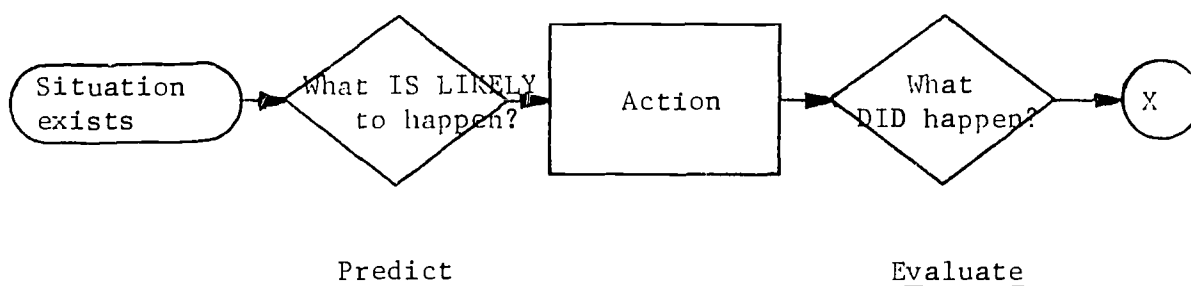 Situation
exists
What IS LIKELY
to happen?
Action
What
DID happen?
X
Predict
Evaluate